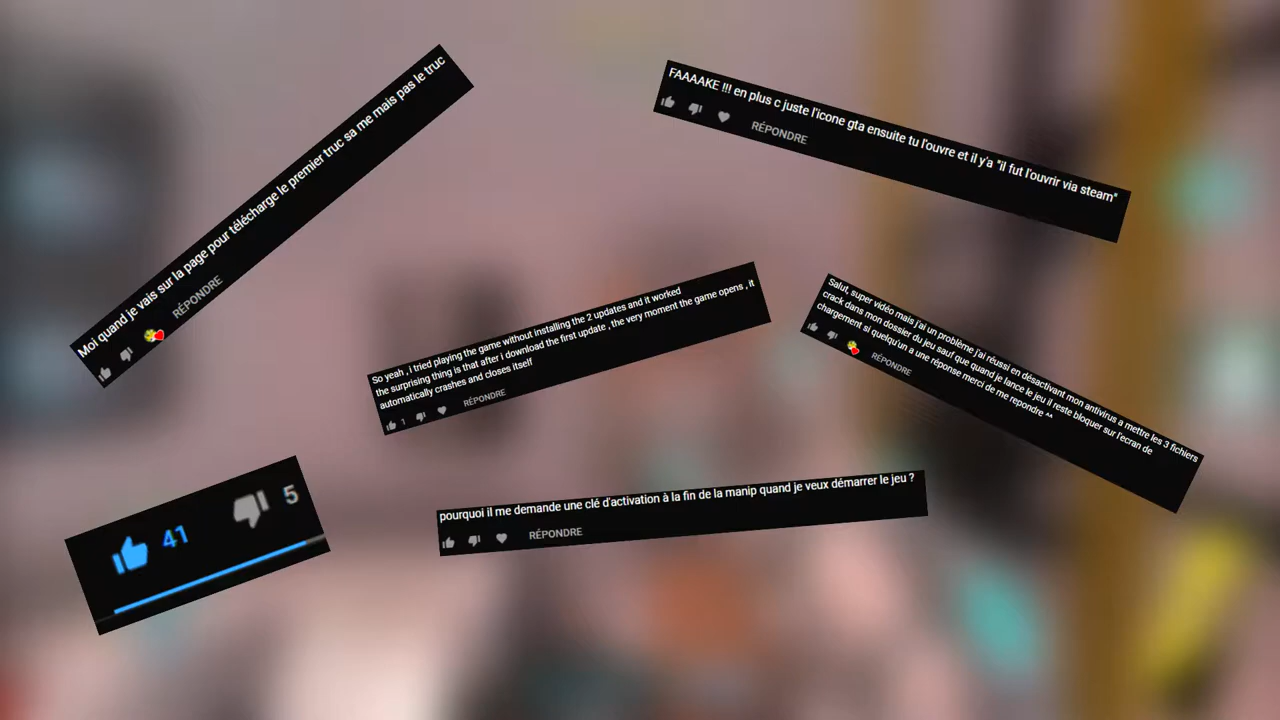 Moi quand je vais sur la page pour télécharge le premier truc sa me mais pas le truc
RÉPONDRE
FAAAAKE !!! en plus c juste l'icone gta ensuite tu l'ouvre et il y'a "il fut l'ouvrir via steam"
RÉPONDRE
So yeah , i tried playing the game without installing the 2 updates and it worked
the surprising thing is that after i download the first update , the very moment the game opens , it
automatically crashes and closes itself
1 RÉPONDRE
Salut, super vidéo mais j'ai un problème j'ai réussi en désactivant mon antivirus a mettre les 3 fichiers
crack dans mon dossier du jeu sauf que quand je lance le jeu il reste bloquer sur l'ecran de
chargement si quelqu'un a une réponse merci de me repondre ^^
RÉPONDRE
41 5
pourquoi il me demande une clé d'activation à la fin de la manip quand je veux démarrer le jeu ?
RÉPONDRE